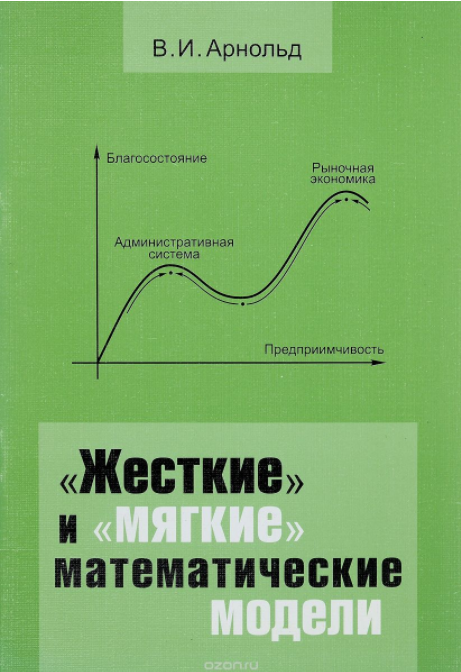 В. И. Арнольд
Благосостояние
Рыночная
экономика
Административная
система
Предприимчивость
«Жесткие»
и «мягкие»
математические
модели
ozon.ru